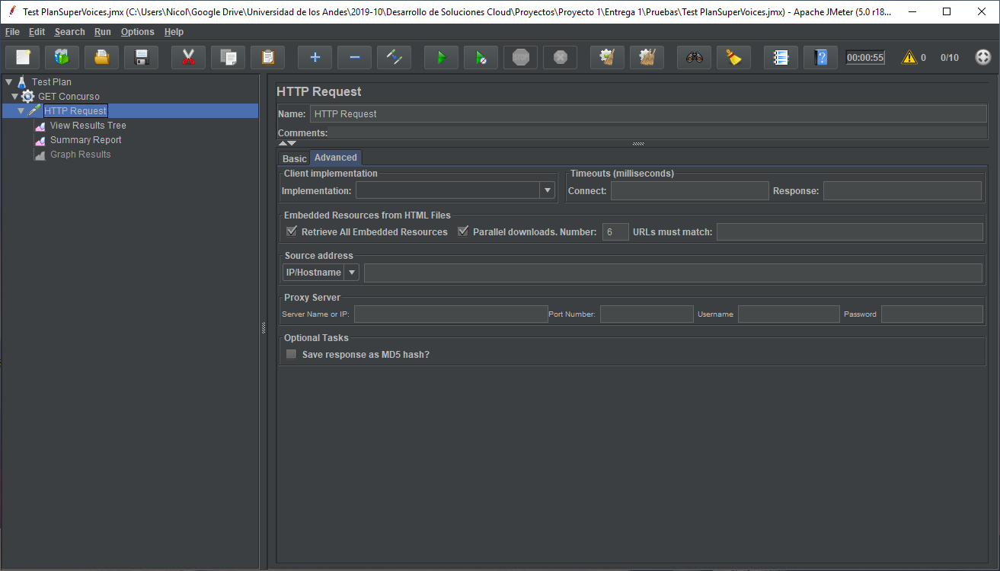 Test PlanSuperVoices.jmx (C:\Users\Nicol\Google Drive\Universidad de los Andes\2019-10\Desarrollo de Soluciones Cloud\Proyectos\Proyecto 1\Entrega 1\Pruebas\Test PlanSuperVoices.jmx) - Apache JMeter (5.0 r18...
File Edit Search Run Options Help
STOP 00:00:55 0 0/10
Test Plan
GET Concurso
HTTP Request
View Results Tree
Summary Report
Graph Results
HTTP Request
Name: HTTP Request
Comments:
Basic Advanced
Client implementation
Implementation:
Timeouts (milliseconds)
Connect: Response:
Embedded Resources from HTML Files
Retrieve All Embedded Resources Parallel downloads. Number: 6 URLs must match:
Source address
IP/Hostname
Proxy Server
Server Name or IP: Port Number: Username Password
Optional Tasks
Save response as MD5 hash?